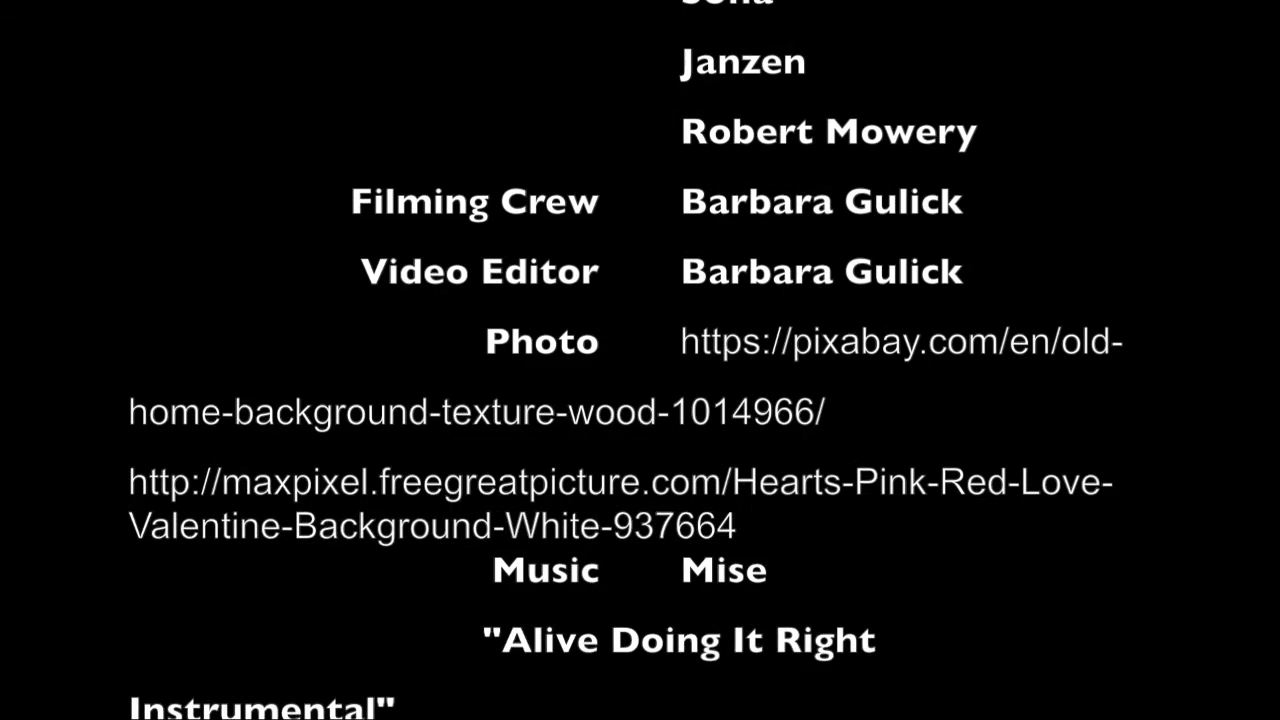 Janzen
Robert Mowery
Filming Crew Barbara Gulick
Video Editor Barbara Gulick
Photo https://pixabay.com/en/old-
home-background-texture-wood-1014966/
http://maxpixel.freegreatpicture.com/Hearts-Pink-Red-Love-
Valentine-Background-White-937664
Music Mise
"Alive Doing It Right
Instrumental"